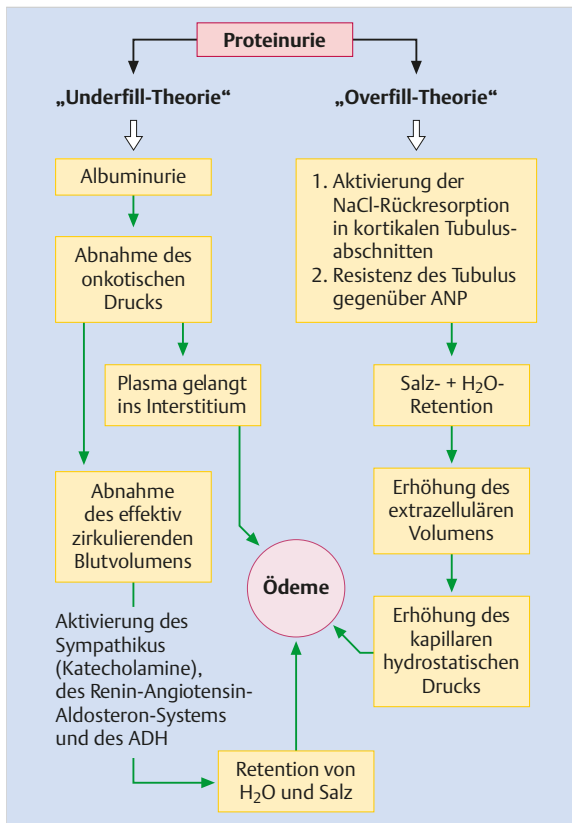 Proteinurie
„Underfill-Theorie“
„Overfill-Theorie“
Albuminurie
Abnahme des
onkotischen
Drucks
Plasma gelangt
ins Interstitium
Abnahme
des effektiv
zirkulierenden
Blutvolumens
Aktivierung des
Sympathikus
(Katecholamine),
des Renin-Angiotensin-
Aldosteron-Systems
und des ADH
Retention von
H₂O und Salz
1. Aktivierung der
NaCl-Rückresorption
in kortikalen Tubulus-
abschnitten
2. Resistenz des Tubulus
gegenüber ANP
Salz- + H₂O-
Retention
Erhöhung des
extrazellulären
Volumens
Erhöhung des
kapillaren
hydrostatischen
Drucks
Ödeme